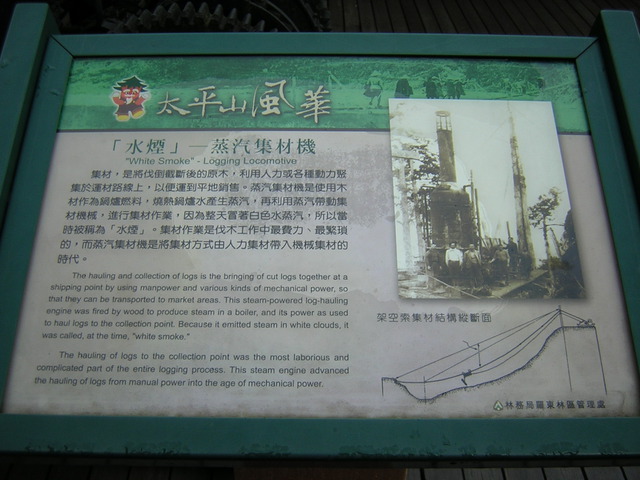 太平山風華
「水煙」—蒸汽集材機
"White Smoke" - Logging Locomotive
集材，是將伐倒截斷後的原木，利用人力或各種動力聚
集於運材路線上，以便運到平地銷售。蒸汽集材機是使用木
材作為鍋爐燃料，燒熱鍋爐水產生蒸汽，再利用蒸汽帶動集
材機械，進行集材作業，因為整天冒著白色水蒸汽，所以當
時被稱為「水煙」。集材作業是伐木工作中最費力、最繁瑣
的，而蒸汽集材機是將集材方式由人力集材帶入機械集材的
時代。
The hauling and collection of logs is the bringing of cut logs together at a
shipping point by using manpower and various kinds of mechanical power, so
that they can be transported to market areas. This steam-powered log-hauling
engine was fired by wood to produce steam in a boiler, and its power as used
to haul logs to the collection point. Because it emitted steam in white clouds, it
was called, at the time, "white smoke."
The hauling of logs to the collection point was the most laborious and
complicated part of the entire logging process. This steam engine advanced
the hauling of logs from manual power into the age of mechanical power.
架空索集材結構縱斷面
林務局羅東林區管理處